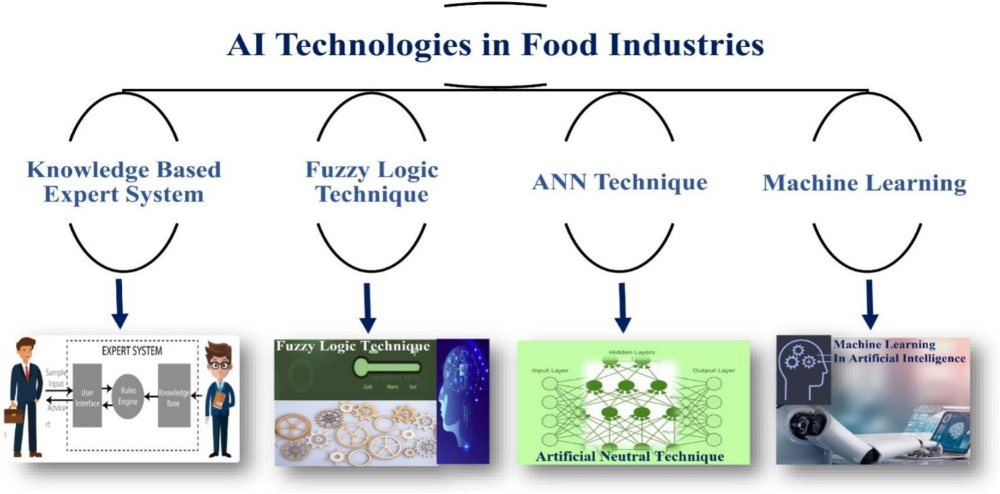 AI Technologies in Food Industries
Knowledge Based
Expert System
Fuzzy Logic
Technique
ANN Technique
Machine Learning
EXPERT SYSTEM
Sample
Input
Advice
rt
User
Interface
Rules
Engine
Knowledge
Base
Fuzzy Logic Technique
Cold Warm Hot
Hidden Layers
Input Layer
Output Layer
Artificial Neutral Technique
Machine Learning
In Artificial Intelligence